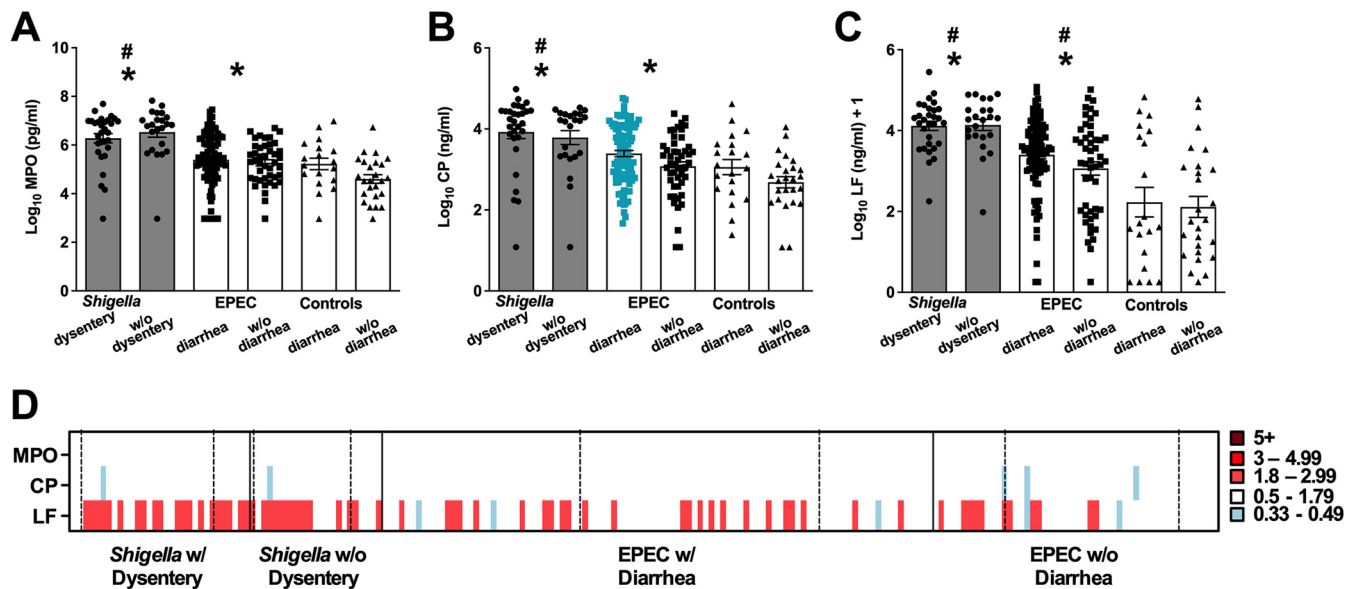 A
Log10 MPO (pg/ml)
10
8
6
4
2
0
#
*
*
Shigella
EPEC
Controls
dysentery
w/o
dysentery
diarrhea
w/o
diarrhea
diarrhea
w/o
diarrhea
B
Log10 CP (ng/ml)
6
4
2
0
#
*
*
Shigella
EPEC
Controls
dysentery
w/o
dysentery
diarrhea
w/o
diarrhea
diarrhea
w/o
diarrhea
C
Log10 LF (ng/ml) + 1
6
4
2
0
#
*
#
*
Shigella
EPEC
Controls
dysentery
w/o
dysentery
diarrhea
w/o
diarrhea
diarrhea
w/o
diarrhea
D
MPO
CP
LF
Shigella w/
Dysentery
Shigella w/o
Dysentery
EPEC w/
Diarrhea
EPEC w/o
Diarrhea
5+
3 – 4.99
1.8 – 2.99
0.5 - 1.79
0.33 - 0.49